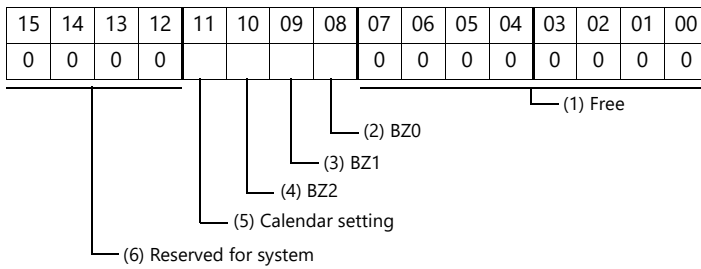 15 14 13 12 11 10 09 08 07 06 05 04 03 02 01 00
0 0 0 0 0 0 0 0 0 0 0 0
(1) Free
(2) BZ0
(3) BZ1
(4) BZ2
(5) Calendar setting
(6) Reserved for system